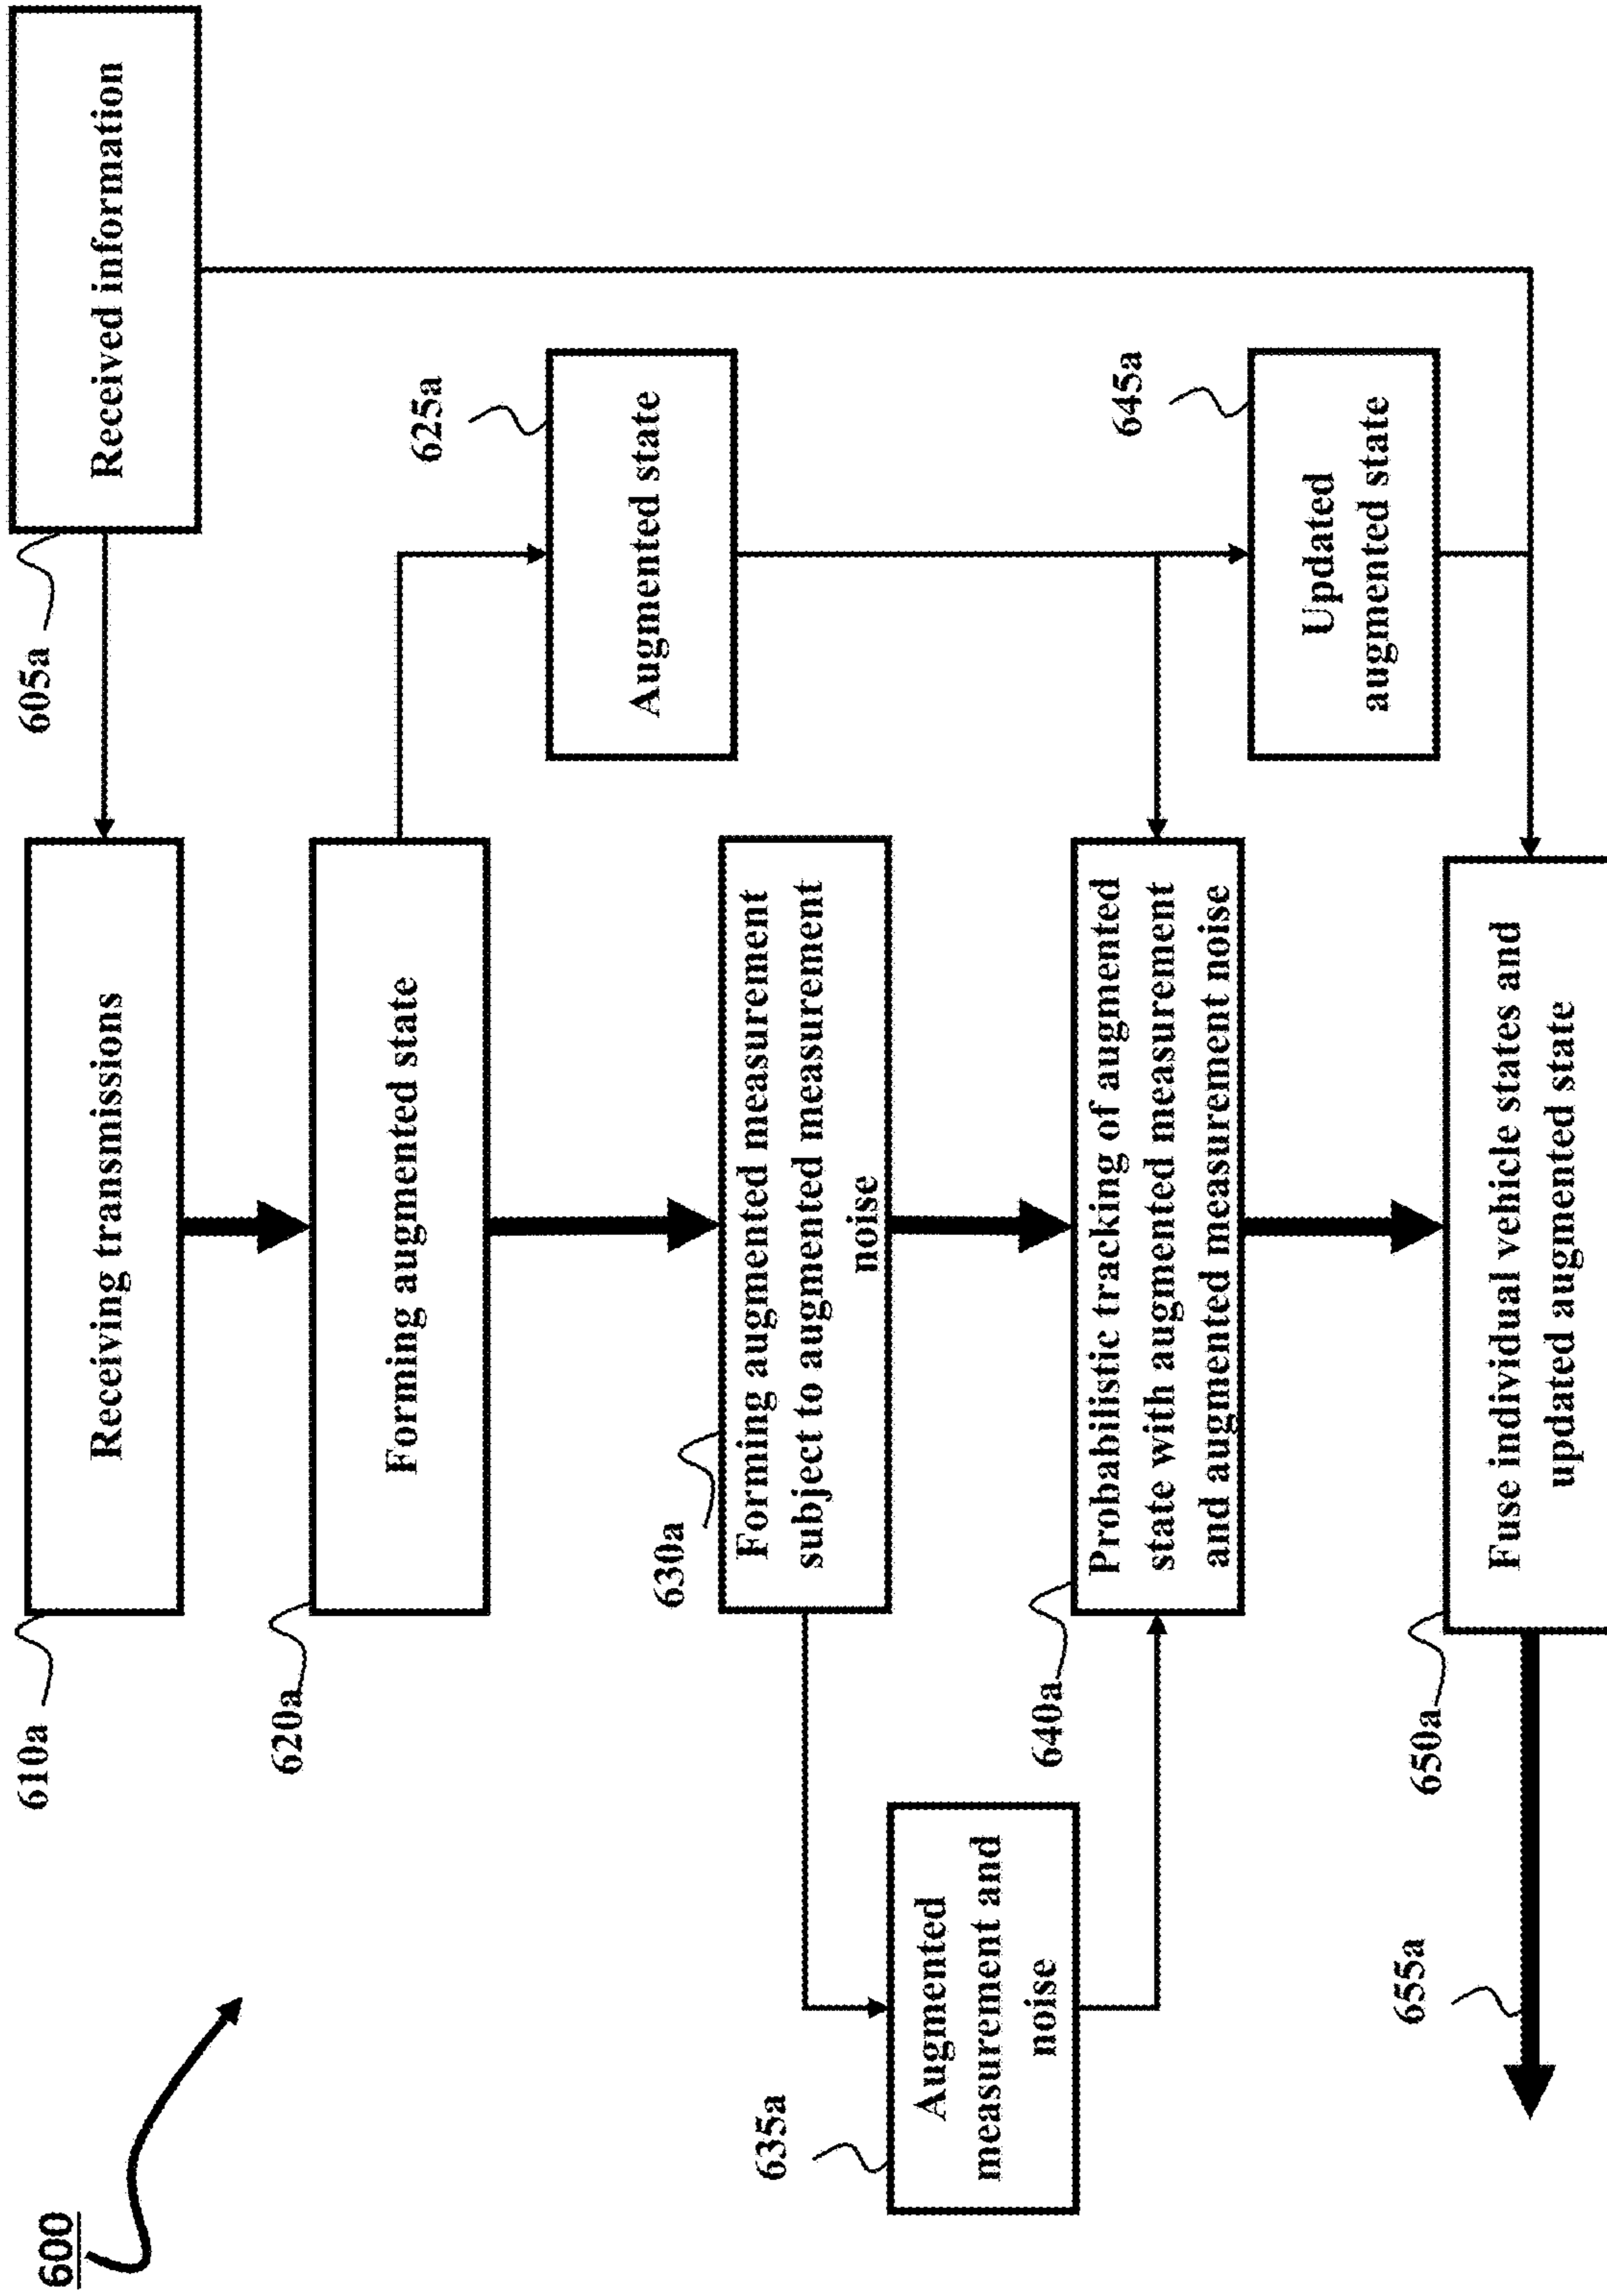 600
605a
Received information
610a
Receiving transmissions
620a
Forming augmented state
625a
Augmented state
630a
Forming augmented measurement
subject to augmented measurement
noise
635a
Augmented
measurement and
noise
640a
Probabilistic tracking of augmented
state with augmented measurement
and augmented measurement noise
645a
Updated
augmented state
650a
Fuse individual vehicle states and
updated augmented state
655a